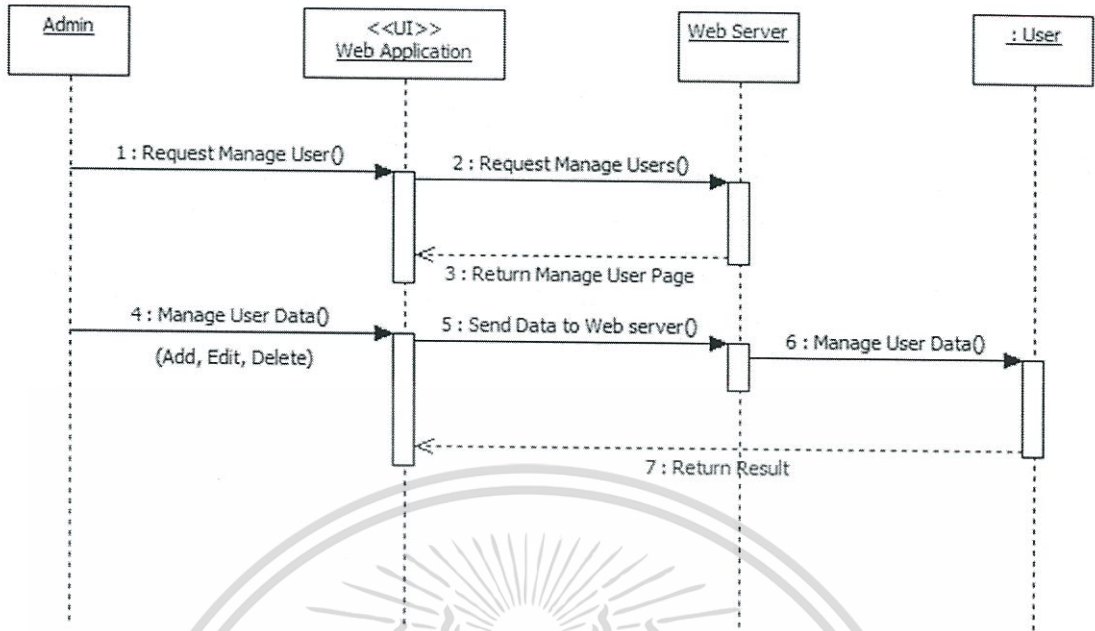 Admin
<<UI>>
Web Application
Web Server
: User
1 : Request Manage User()
2 : Request Manage Users()
3 : Return Manage User Page
4 : Manage User Data()
(Add, Edit, Delete)
5 : Send Data to Web server()
6 : Manage User Data()
7 : Return Result